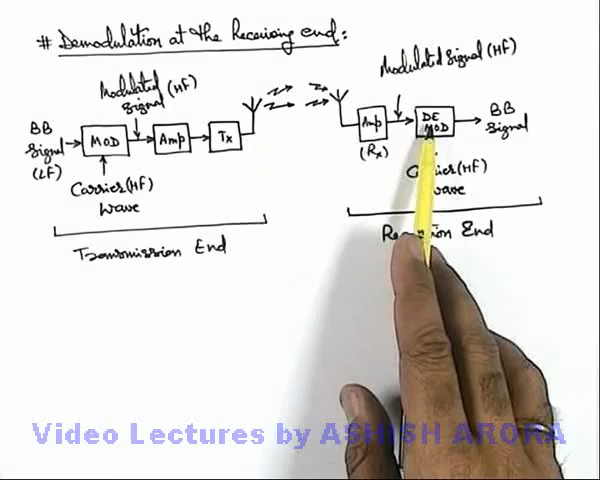 # Demodulation at the Receiving end:
Modulated Signal (HF)
BB Signal (LF)
MOD
Amp
Tx
Carrier (HF) Wave
Transmission End
Modulated Signal (HF)
Amp
(Rx)
DE MOD
BB Signal
(HF)
wave
End
Video Lectures by ASHISH ARORA